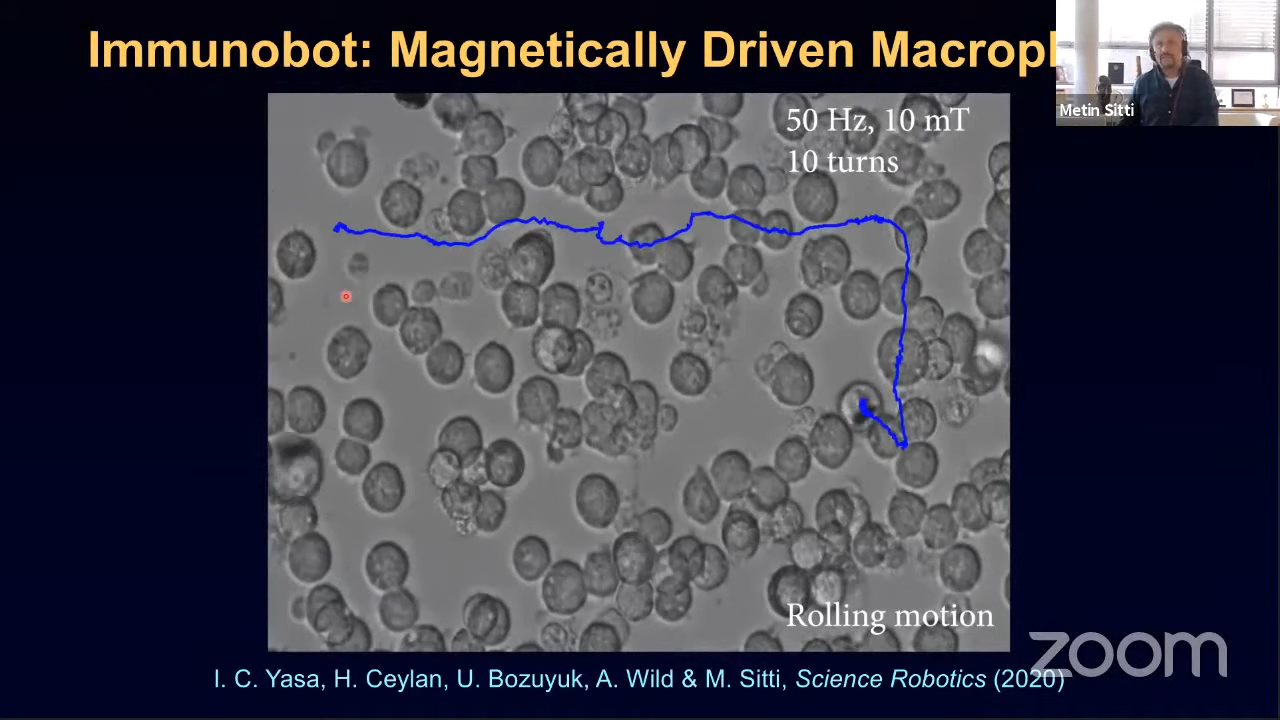 Immunobot: Magnetically Driven Macroph
Metin Sitti
50 Hz, 10 mT
10 turns
Rolling motion
zoom
I. C. Yasa, H. Ceylan, U. Bozuyuk, A. Wild & M. Sitti, Science Robotics (2020)